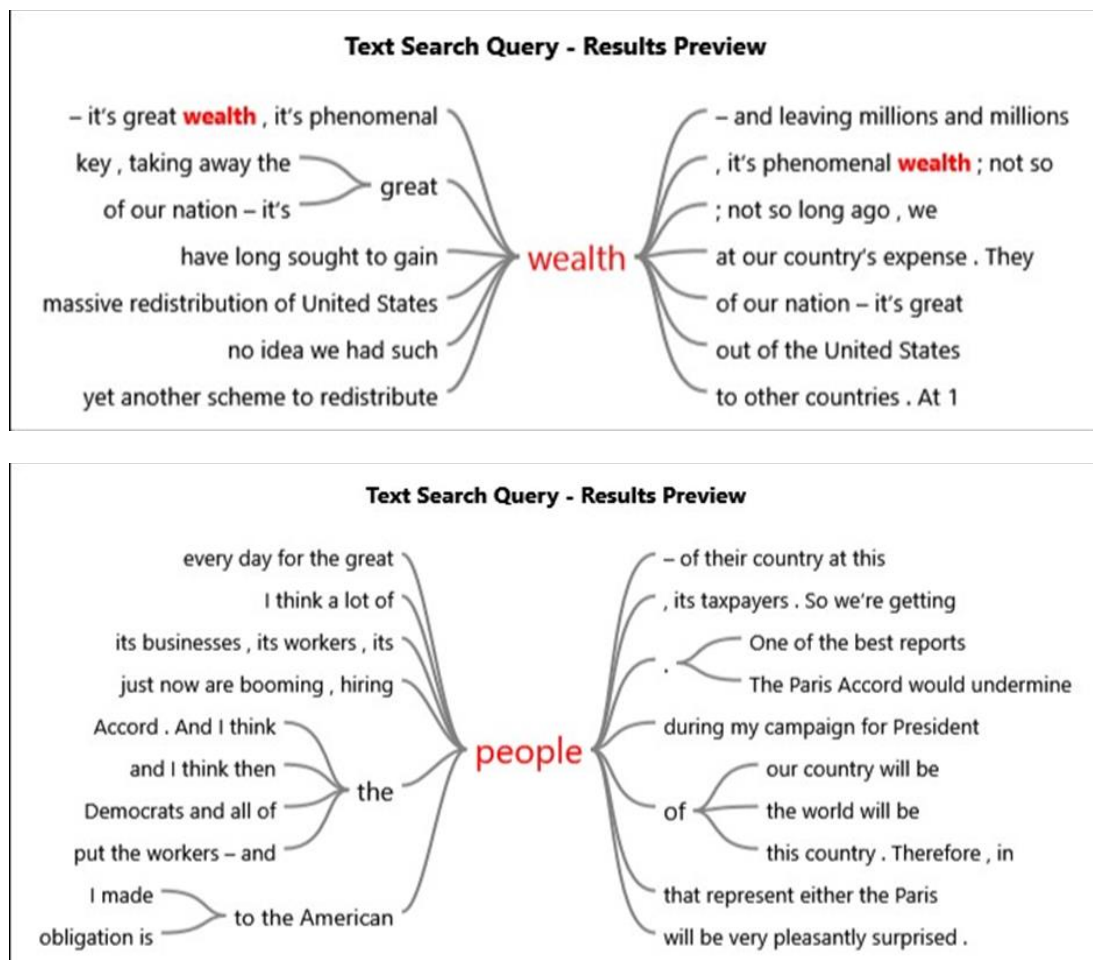 Text Search Query - Results Preview
– it's great wealth , it's phenomenal
key , taking away the
of our nation – it's
great
have long sought to gain
massive redistribution of United States
no idea we had such
yet another scheme to redistribute
wealth
– and leaving millions and millions
, it's phenomenal wealth ; not so
; not so long ago , we
at our country's expense . They
of our nation – it's great
out of the United States
to other countries . At 1
Text Search Query - Results Preview
every day for the great
I think a lot of
its businesses , its workers , its
just now are booming , hiring
Accord . And I think
and I think then
Democrats and all of
put the workers – and
the
I made
obligation is
to the American
people
– of their country at this
, its taxpayers . So we're getting
.
One of the best reports
The Paris Accord would undermine
during my campaign for President
of
our country will be
the world will be
this country . Therefore , in
that represent either the Paris
will be very pleasantly surprised .